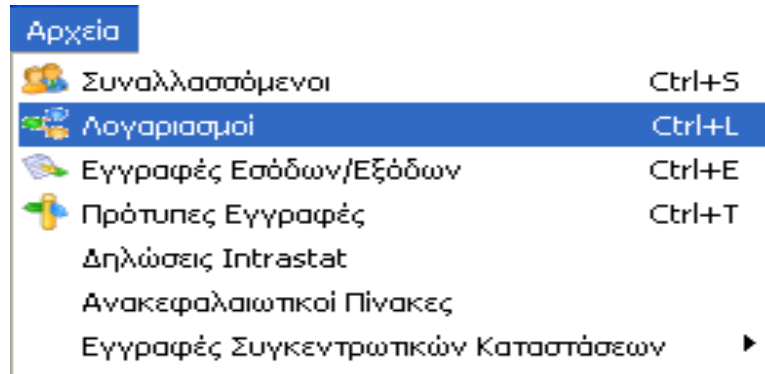 Αρχεία
Συναλλασσόμενοι Ctrl+S
Λογαριασμοί Ctrl+L
Εγγραφές Εσόδων/Εξόδων Ctrl+E
Πρότυπες Εγγραφές Ctrl+T
Δηλώσεις Intrastat
Ανακεφαλαιωτικοί Πίνακες
Εγγραφές Συγκεντρωτικών Καταστάσεων